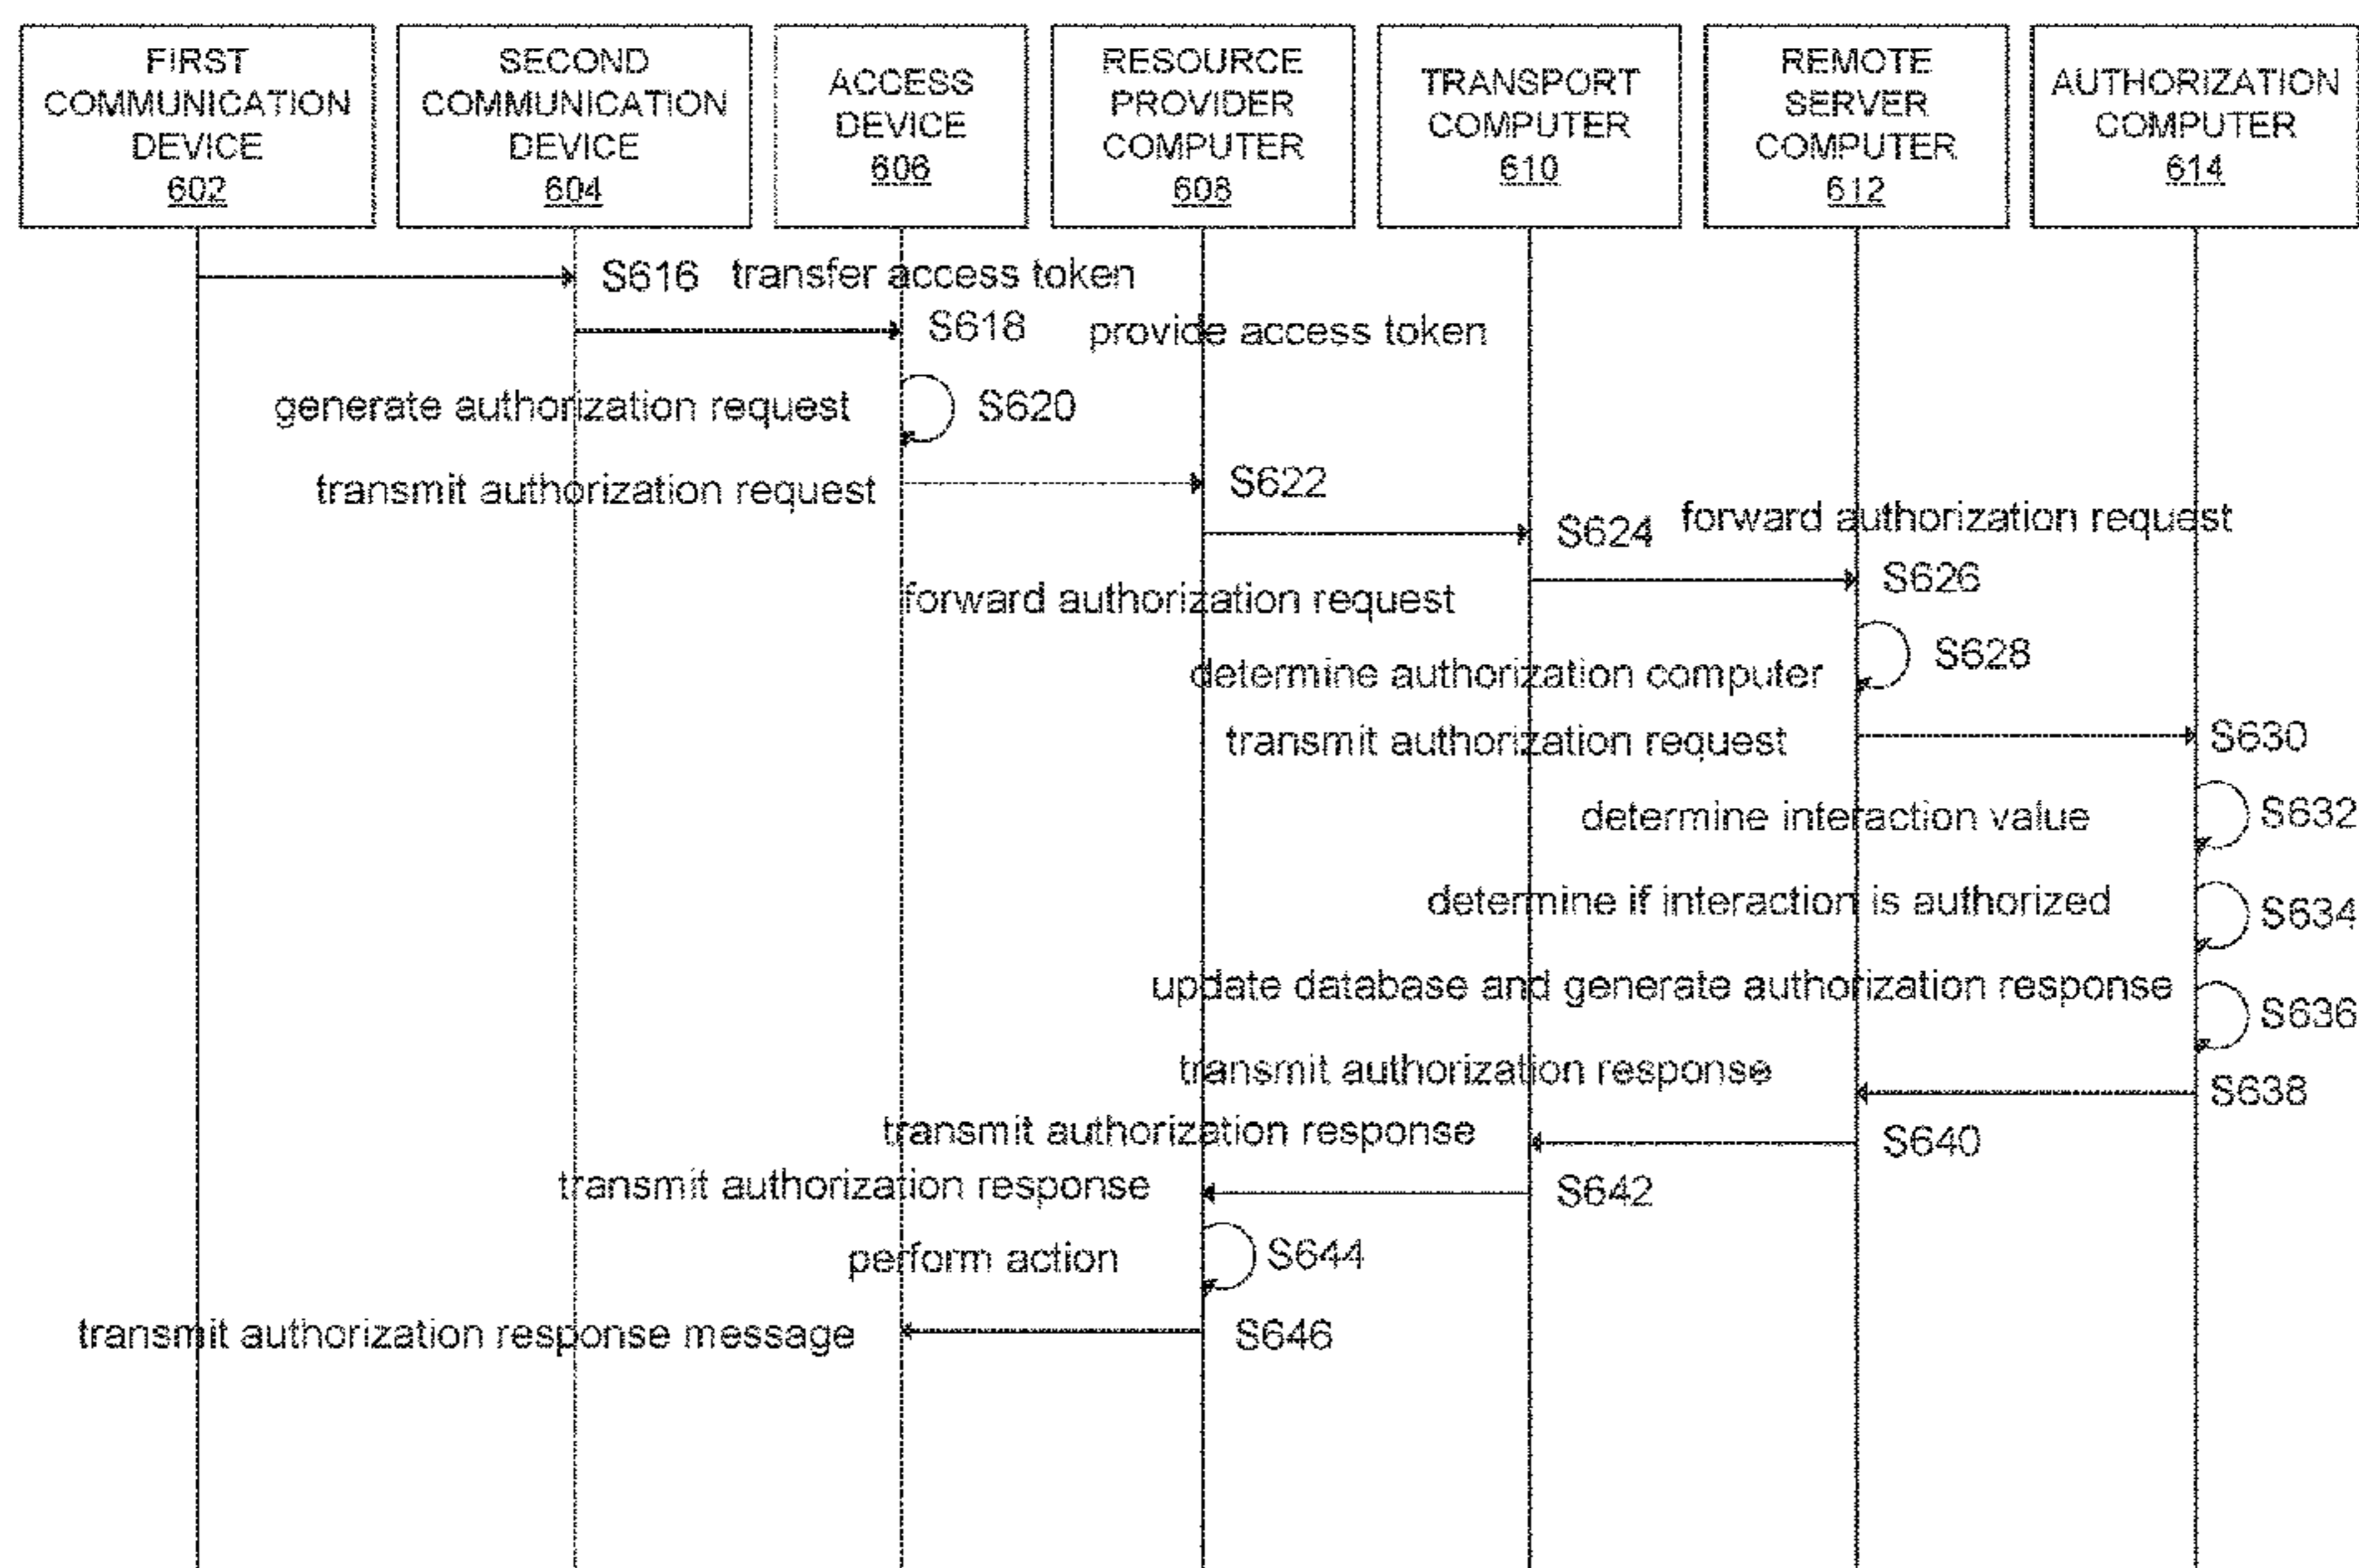 FIRST
COMMUNICATION
DEVICE
602
SECOND
COMMUNICATION
DEVICE
604
ACCESS
DEVICE
606
RESOURCE
PROVIDER
COMPUTER
608
TRANSPORT
COMPUTER
610
REMOTE
SERVER
COMPUTER
612
AUTHORIZATION
COMPUTER
614
S616 transfer access token
S618 provide access token
generate authorization request S620
transmit authorization request S622
S624 forward authorization request
forward authorization request S626
determine authorization computer S628
transmit authorization request S630
determine interaction value S632
determine if interaction is authorized S634
update database and generate authorization response S636
transmit authorization response S638
transmit authorization response S640
transmit authorization response S642
perform action S644
transmit authorization response message S646